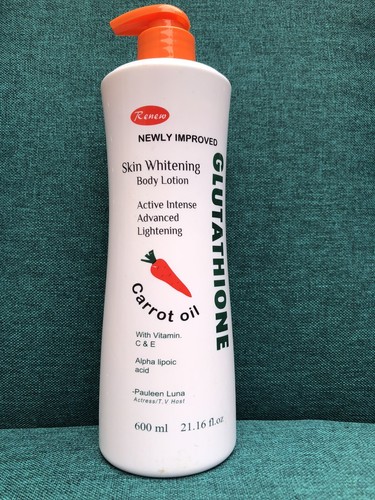 Renew
NEWLY IMPROVED
Skin Whitening
Body Lotion
Active Intense
Advanced
Lightening
GLUTATHIONE
Carrot oil
With Vitamin.
C & E
Alpha lipoic
acid
-Pauleen Luna
Actress/T.V Host
600 ml 21.16 fl.oz